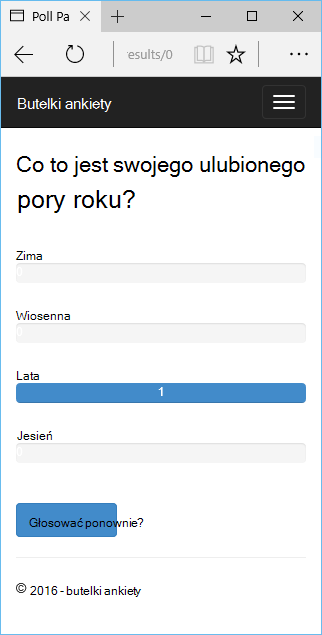 Poll Pa
results/0
Butelki ankiety
Co to jest swojego ulubionego
pory roku?
Zima
0
Wiosenna
0
Lata
1
Jesień
0
Głosować ponownie?
© 2016 - butelki ankiety